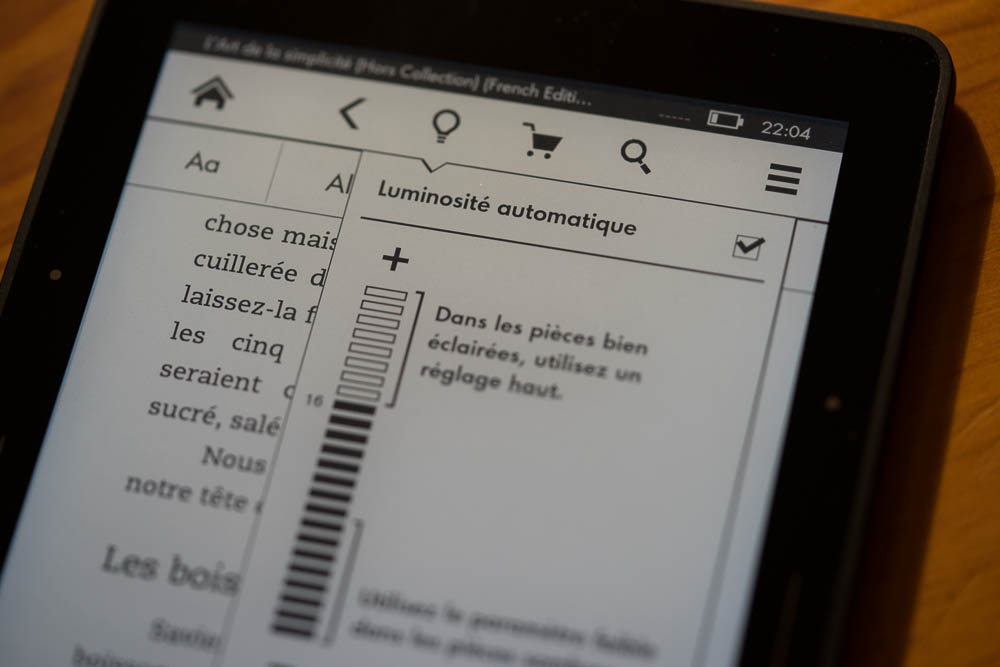 L'Art de la simplicité (Hors Collection) (French Editi...
22:04
Aa
Al
Luminosité automatique
chose mais
cuillerée d
laissez-la f
les cinq
seraient
sucré, salé
Nous
notre tête
Les bois
Savoir
+
Dans les pièces bien
éclairées, utilisez un
réglage haut.
16
Utilisez le paramètre faible
dans les pièces